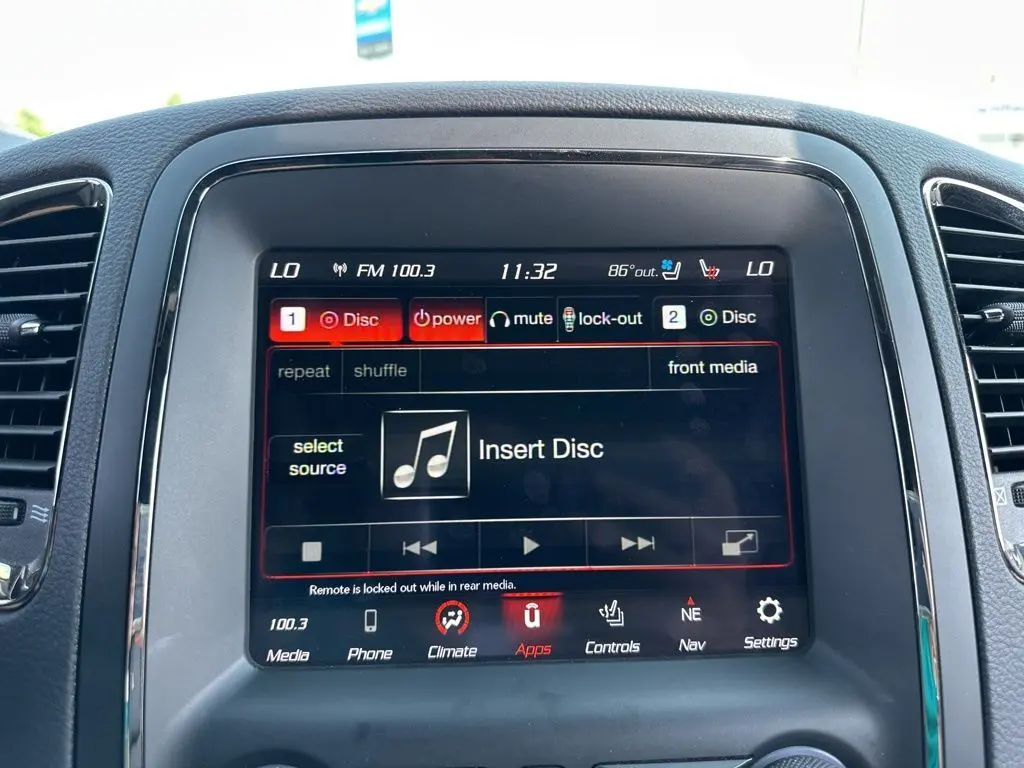 LO FM 100.3 11:32 86°out. LO
1 Disc power mute lock-out 2 Disc
repeat shuffle front media
select
source
Insert Disc
Remote is locked out while in rear media.
100.3 NE
Media Phone Climate Apps Controls Nav Settings